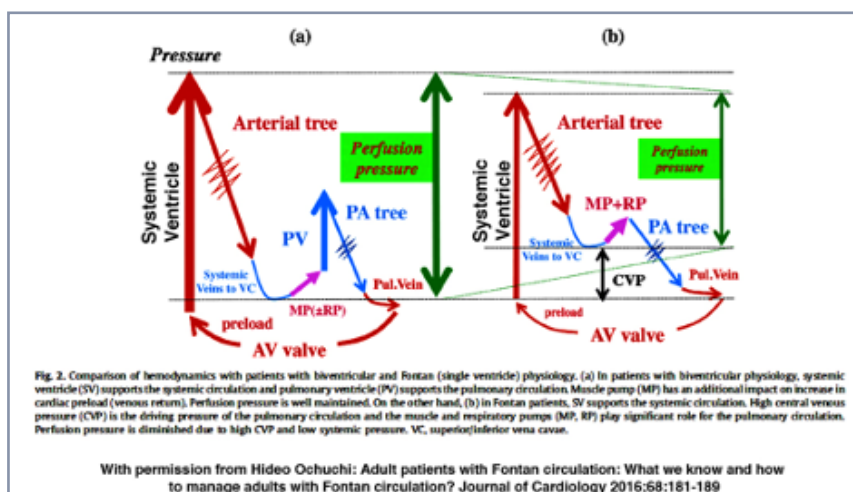 (a)
(b)
Pressure
Arterial tree
Perfusion
pressure
Systemic
Ventricle
PV
PA tree
Systemic
Veins to VC
MP(±RP)
Pul.Vein
preload
AV valve
Arterial tree
Perfusion
pressure
MP+RP
Systemic
Ventricle
PA tree
Systemic
Veins to VC
CVP
Pul.Vein
preload
AV valve
Fig. 2. Comparison of hemodynamics with patients with biventricular and Fontan (single ventricle) physiology. (a) In patients with biventricular physiology, systemic
ventricle (SV) supports the systemic circulation and pulmonary ventricle (PV) supports the pulmonary circulation. Muscle pump (MP) has an additional impact on increase in
cardiac preload (venous return). Perfusion pressure is well maintained. On the other hand, (b) in Fontan patients, SV supports the systemic circulation. High central venous
pressure (CVP) is the driving pressure of the pulmonary circulation and the muscle and respiratory pumps (MP, RP) play significant role for the pulmonary circulation.
Perfusion pressure is diminished due to high CVP and low systemic pressure. VC, superior/inferior vena cavae.
With permission from Hideo Ochuchi: Adult patients with Fontan circulation: What we know and how
to manage adults with Fontan circulation? Journal of Cardiology 2016;68:181-189